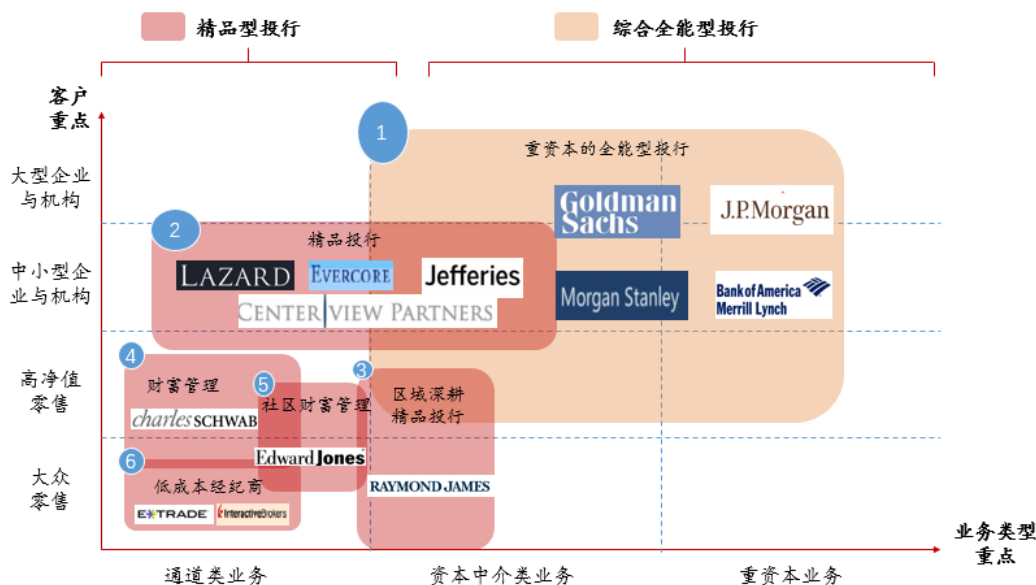 精品型投行
综合全能型投行
客户
重点
1
重资本的全能型投行
大型企业
与机构
Goldman
Sachs
J.P.Morgan
2
精品投行
中小型企
业与机构
LAZARD
EVERCORE
Jefferies
CENTERVIEW PARTNERS
Morgan Stanley
Bank of America
Merrill Lynch
4
财富管理
高净值
零售
charles SCHWAB
5
社区财富管理
3
区域深耕
精品投行
Edward Jones
6
低成本经纪商
大众
零售
E*TRADE
InteractiveBrokers
RAYMOND JAMES
业务类型
重点
通道类业务
资本中介类业务
重资本业务